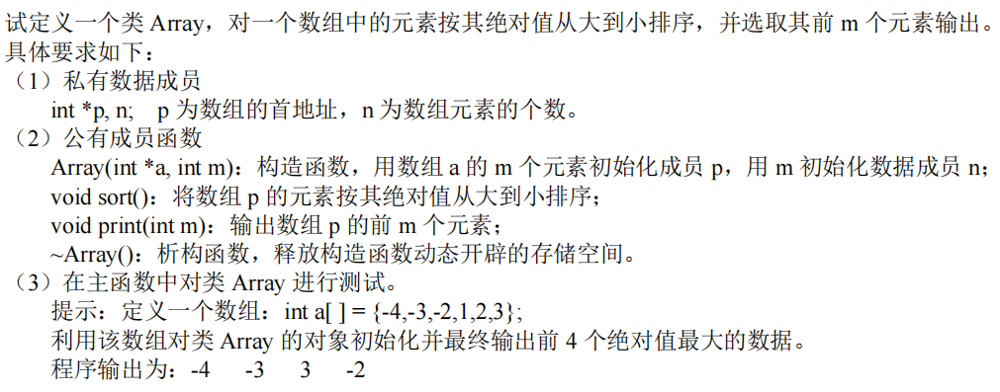 试定义一个类 Array，对一个数组中的元素按其绝对值从大到小排序，并选取其前 m 个元素输出。
具体要求如下：
（1）私有数据成员
int *p, n; p 为数组的首地址，n 为数组元素的个数。
（2）公有成员函数
Array(int *a, int m)：构造函数，用数组 a 的 m 个元素初始化成员 p，用 m 初始化数据成员 n；
void sort()：将数组 p 的元素按其绝对值从大到小排序；
void print(int m)：输出数组 p 的前 m 个元素；
~Array()：析构函数，释放构造函数动态开辟的存储空间。
（3）在主函数中对类 Array 进行测试。
提示：定义一个数组：int a[ ] = {-4,-3,-2,1,2,3};
利用该数组对类 Array 的对象初始化并最终输出前 4 个绝对值最大的数据。
程序输出为：-4 -3 3 -2